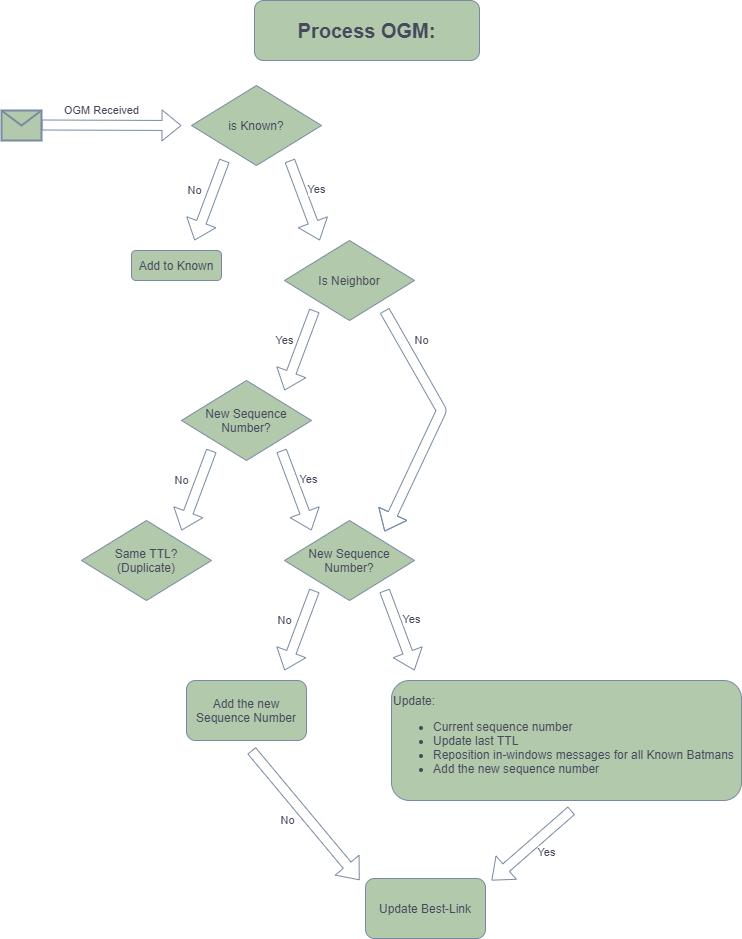 Process OGM:
OGM Received
is Known?
No
Yes
Add to Known
Is Neighbor
Yes
No
New Sequence
Number?
No
Yes
Same TTL?
(Duplicate)
New Sequence
Number?
No
Yes
Add the new
Sequence Number
Update:
Current sequence number
Update last TTL
Reposition in-windows messages for all Known Batmans
Add the new sequence number
No
Yes
Update Best-Link